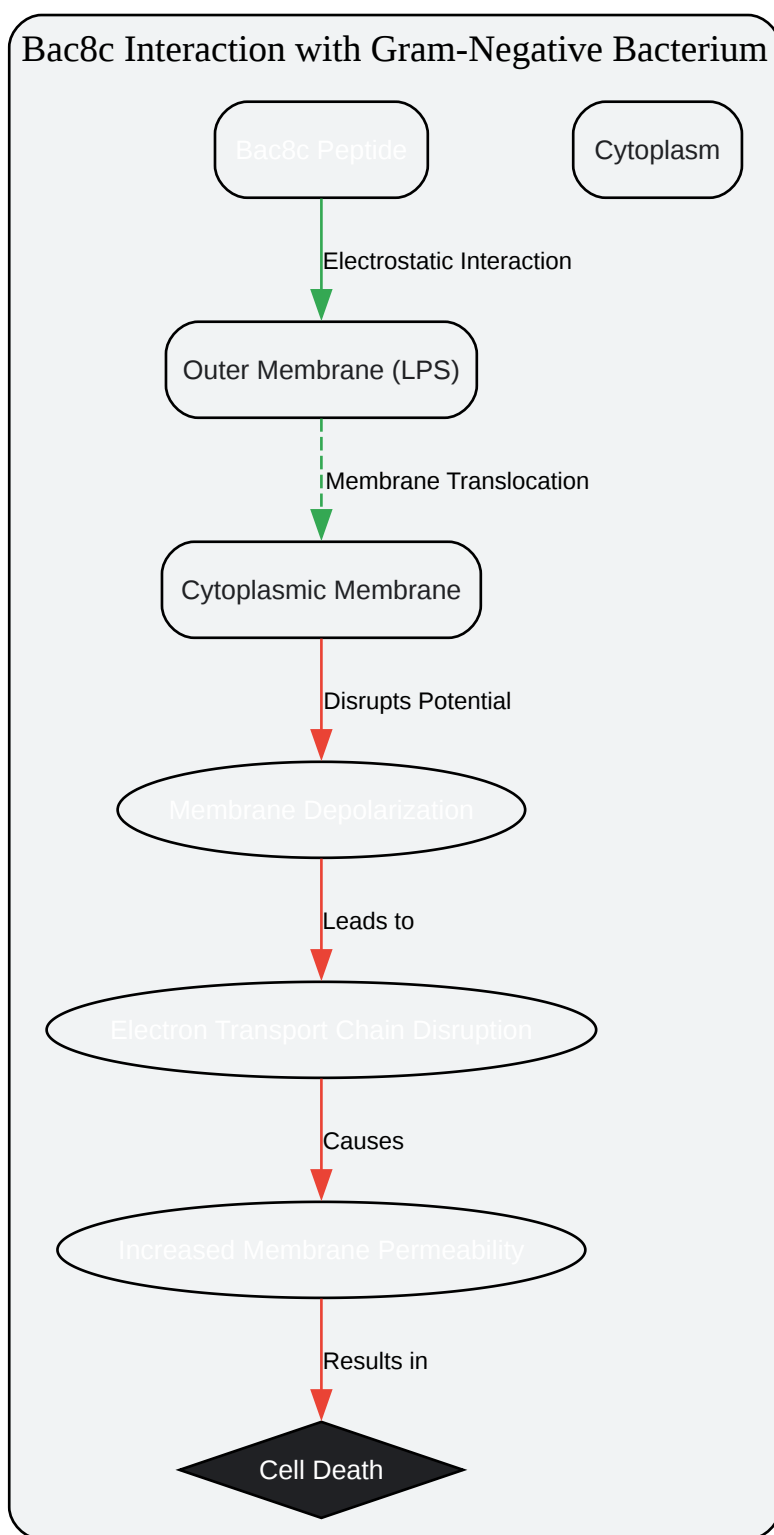 Bac8c Interaction with Gram-Negative Bacterium
Bac8c Peptide
Cytoplasm
Electrostatic Interaction
Outer Membrane (LPS)
Membrane Translocation
Cytoplasmic Membrane
Disrupts Potential
Membrane Depolarization
Leads to
Electron Transport Chain Disruption
Causes
Increased Membrane Permeability
Results in
Cell Death